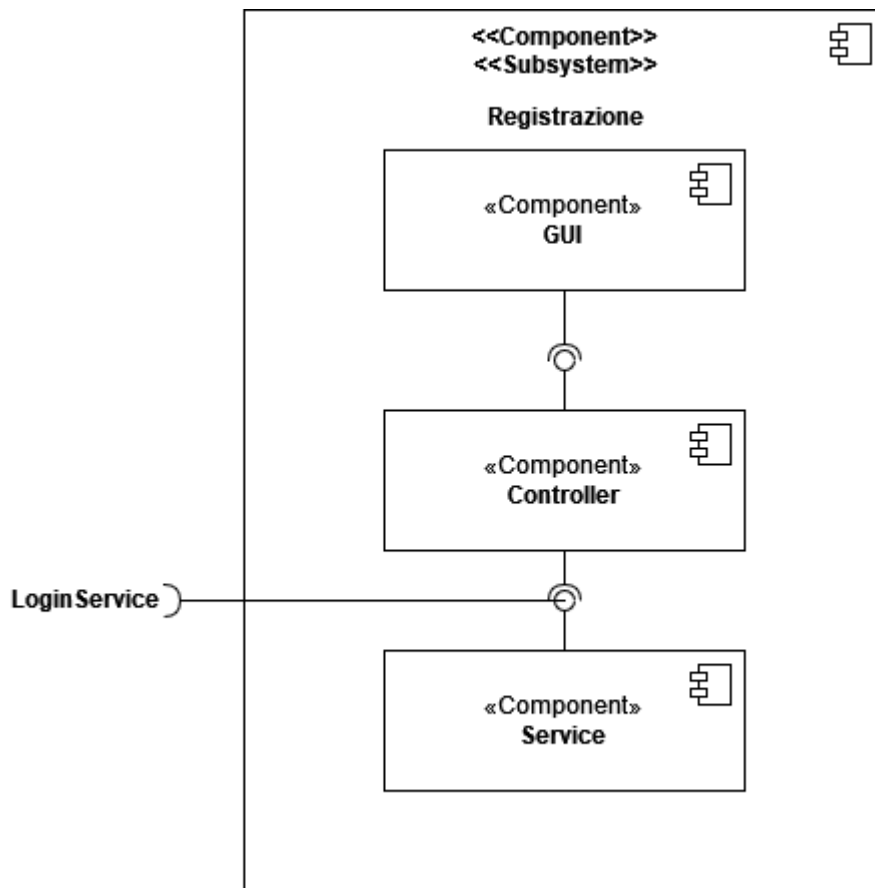 <<Component>>
<<Subsystem>>
Registrazione
«Component»
GUI
«Component»
Controller
LoginService
«Component»
Service